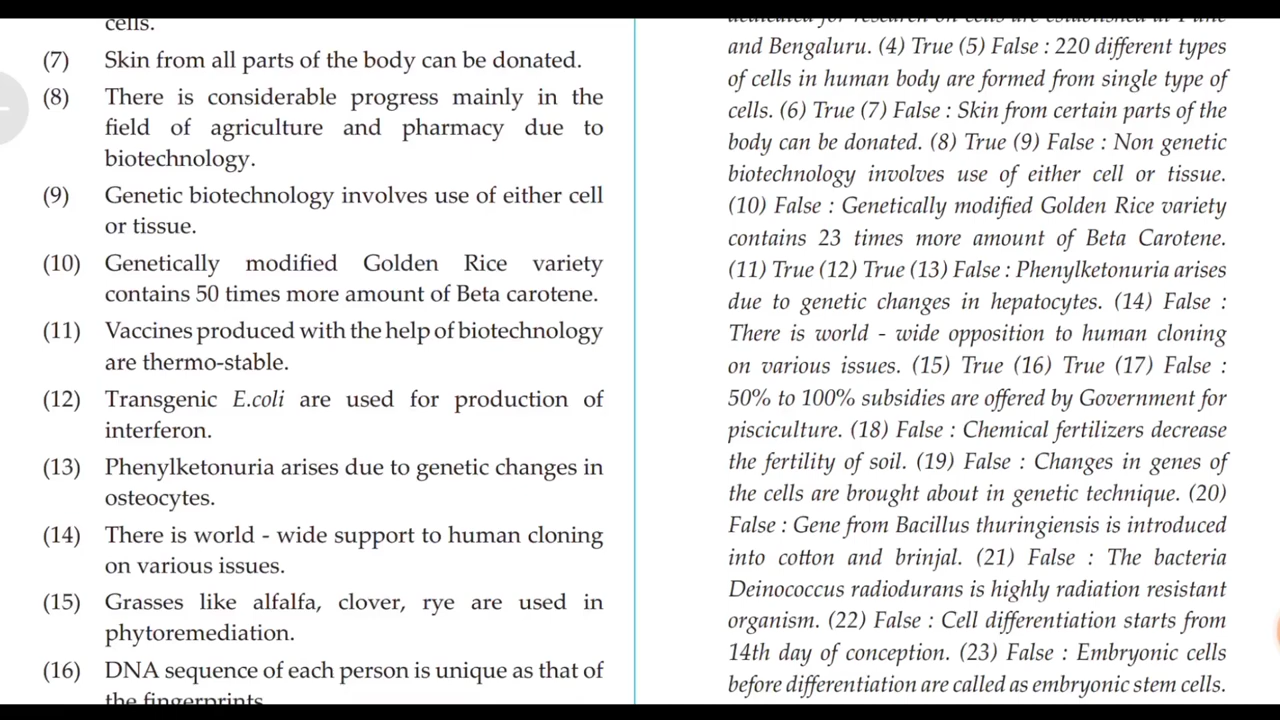 cells.
(7) Skin from all parts of the body can be donated.
(8) There is considerable progress mainly in the
field of agriculture and pharmacy due to
biotechnology.
(9) Genetic biotechnology involves use of either cell
or tissue.
(10) Genetically modified Golden Rice variety
contains 50 times more amount of Beta carotene.
(11) Vaccines produced with the help of biotechnology
are thermo-stable.
(12) Transgenic E.coli are used for production of
interferon.
(13) Phenylketonuria arises due to genetic changes in
osteocytes.
(14) There is world - wide support to human cloning
on various issues.
(15) Grasses like alfalfa, clover, rye are used in
phytoremediation.
(16) DNA sequence of each person is unique as that of
the fingerprints
dedicated for research on cells are established at Pune
and Bengaluru. (4) True (5) False : 220 different types
of cells in human body are formed from single type of
cells. (6) True (7) False : Skin from certain parts of the
body can be donated. (8) True (9) False : Non genetic
biotechnology involves use of either cell or tissue.
(10) False : Genetically modified Golden Rice variety
contains 23 times more amount of Beta Carotene.
(11) True (12) True (13) False : Phenylketonuria arises
due to genetic changes in hepatocytes. (14) False :
There is world - wide opposition to human cloning
on various issues. (15) True (16) True (17) False :
50% to 100% subsidies are offered by Government for
pisciculture. (18) False : Chemical fertilizers decrease
the fertility of soil. (19) False : Changes in genes of
the cells are brought about in genetic technique. (20)
False : Gene from Bacillus thuringiensis is introduced
into cotton and brinjal. (21) False : The bacteria
Deinococcus radiodurans is highly radiation resistant
organism. (22) False : Cell differentiation starts from
14th day of conception. (23) False : Embryonic cells
before differentiation are called as embryonic stem cells.